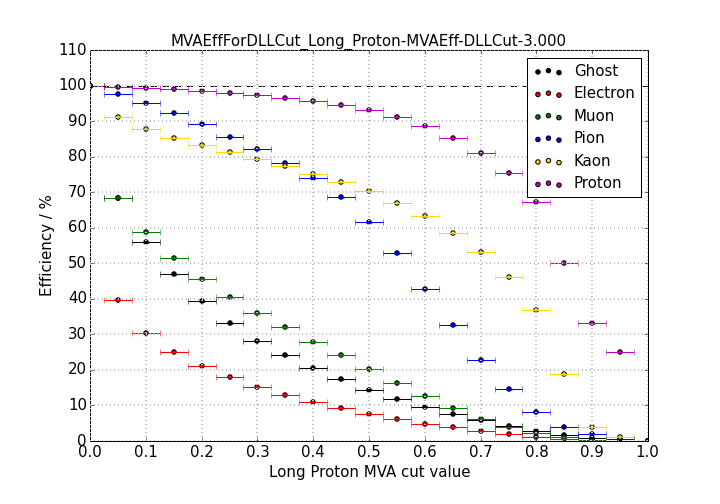 MVAEffForDLLCut_Long_Proton-MVAEff-DLLCut-3.000
Efficiency / %
110
100
90
80
70
60
50
40
30
20
10
0
Ghost
Electron
Muon
Pion
Kaon
Proton
0.0 0.1 0.2 0.3 0.4 0.5 0.6 0.7 0.8 0.9 1.0
Long Proton MVA cut value